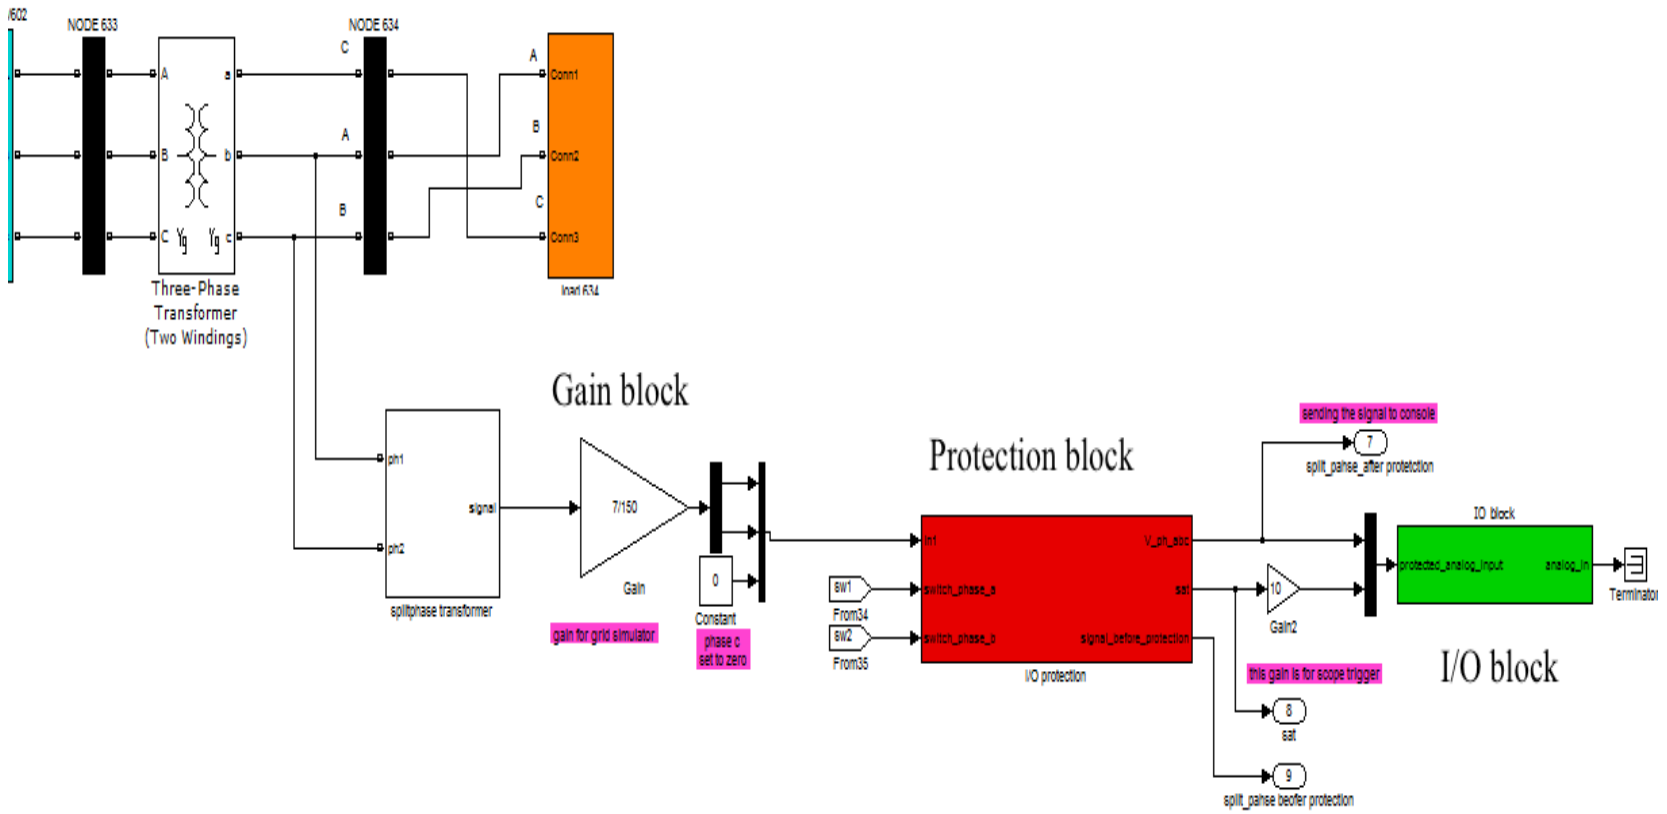 /602
NODE 633
NODE 634
C
A
B
A
B
C
A
B
C
a
b
c
Yg
Yg
Conn1
Conn2
Conn3
load 634
Three-Phase
Transformer
(Two Windings)
ph1
ph2
signal
splitphase transformer
Gain block
7/150
Gain
gain for grid simulator
0
Constant
phase c
set to zero
Protection block
sw1
From34
sw2
From35
in1
switch_phase_a
switch_phase_b
V_ph_abc
sat
signal_before_protection
I/O protection
sending the signal to console
7
split_pahse_after protetction
10
Gain2
this gain is for scope trigger
8
sat
9
split_pahse beofer protection
IO block
protected_analog_input
analog_in
Terminator
I/O block